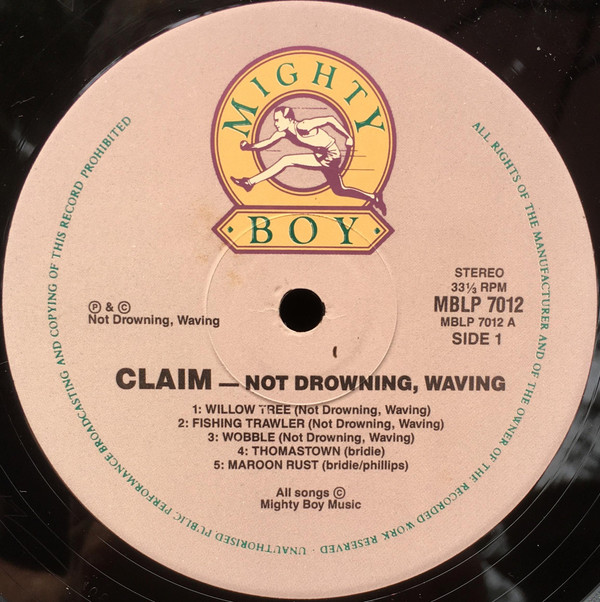 MIGHTY
· BOY ·
STEREO
33⅓ RPM
MBLP 7012
MBLP 7012 A
SIDE 1
Ⓟ & ©
Not Drowning, Waving
CLAIM — NOT DROWNING, WAVING
1: WILLOW TREE (Not Drowning, Waving)
2: FISHING TRAWLER (Not Drowning, Waving)
3: WOBBLE (Not Drowning, Waving)
4: THOMASTOWN (bridie)
5: MAROON RUST (bridie/phillips)
All songs ©
Mighty Boy Music
ALL RIGHTS OF THE MANUFACTURER AND OF THE OWNER OF THE RECORDED WORK RESERVED · UNAUTHORISED PUBLIC PERFORMANCE BROADCASTING AND COPYING OF THIS RECORD PROHIBITED